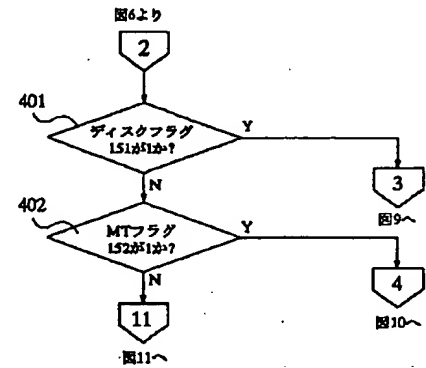 図6より
2
401
ディスクフラグ
151が1か?
Y
N
3
図9へ
402
MTフラグ
152が1か?
Y
N
4
図10へ
11
図11へ